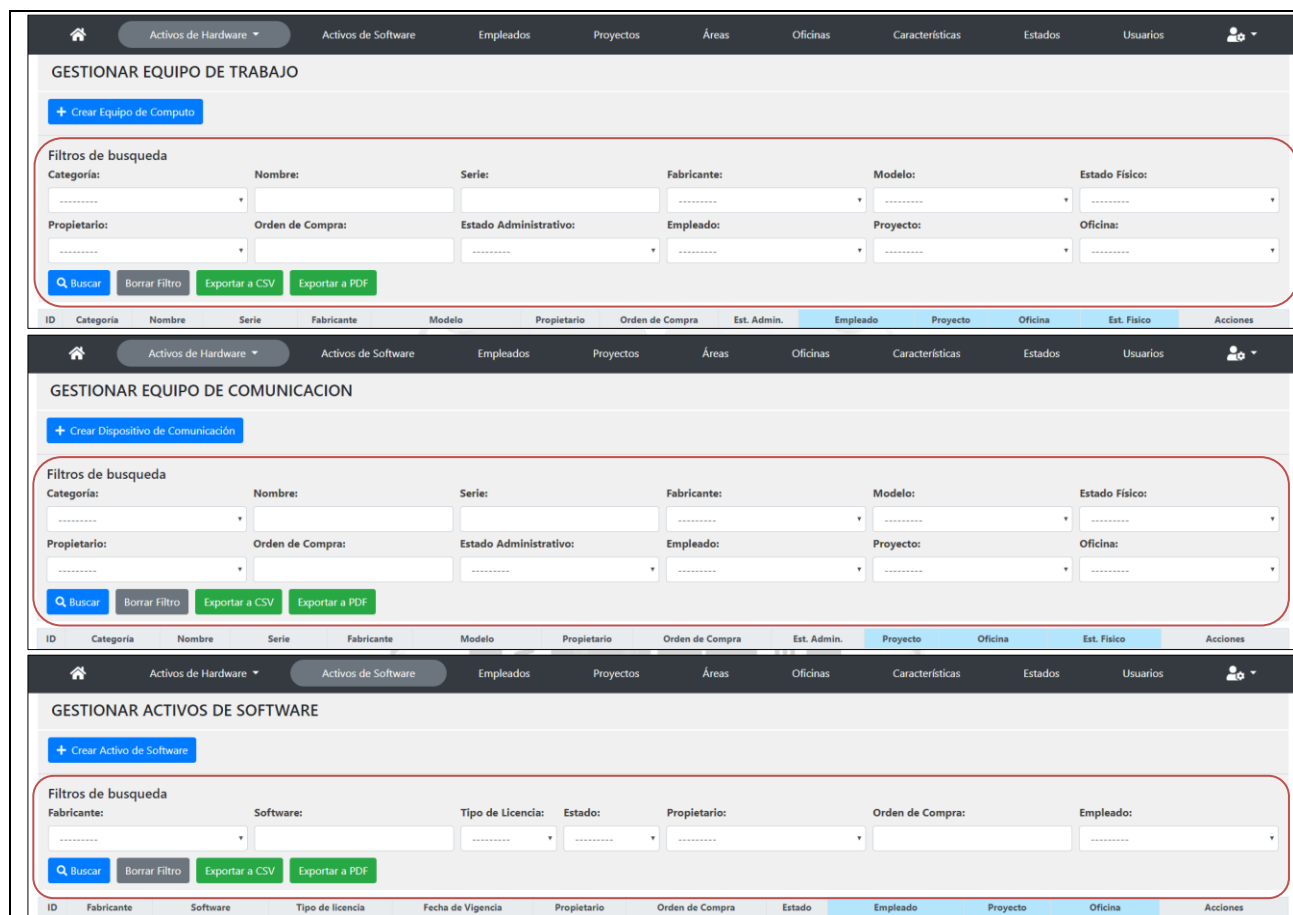 Activos de Hardware Activos de Software Empleados Proyectos Áreas Oficinas Características Estados Usuarios
GESTIONAR EQUIPO DE TRABAJO
+ Crear Equipo de Computo
Filtros de busqueda
Categoría: Nombre: Serie: Fabricante: Modelo: Estado Físico:
--------- --------- --------- ---------
Propietario: Orden de Compra: Estado Administrativo: Empleado: Proyecto: Oficina:
--------- --------- --------- --------- ---------
Buscar Borrar Filtro Exportar a CSV Exportar a PDF
ID Categoría Nombre Serie Fabricante Modelo Propietario Orden de Compra Est. Admin. Empleado Proyecto Oficina Est. Fisico Acciones
Activos de Hardware Activos de Software Empleados Proyectos Áreas Oficinas Características Estados Usuarios
GESTIONAR EQUIPO DE COMUNICACION
+ Crear Dispositivo de Comunicación
Filtros de busqueda
Categoría: Nombre: Serie: Fabricante: Modelo: Estado Físico:
--------- --------- --------- ---------
Propietario: Orden de Compra: Estado Administrativo: Empleado: Proyecto: Oficina:
--------- --------- --------- --------- ---------
Buscar Borrar Filtro Exportar a CSV Exportar a PDF
ID Categoría Nombre Serie Fabricante Modelo Propietario Orden de Compra Est. Admin. Proyecto Oficina Est. Fisico Acciones
Activos de Hardware Activos de Software Empleados Proyectos Áreas Oficinas Características Estados Usuarios
GESTIONAR ACTIVOS DE SOFTWARE
+ Crear Activo de Software
Filtros de busqueda
Fabricante: Software: Tipo de Licencia: Estado: Propietario: Orden de Compra: Empleado:
--------- --------- --------- --------- ---------
Buscar Borrar Filtro Exportar a CSV Exportar a PDF
ID Fabricante Software Tipo de licencia Fecha de Vigencia Propietario Orden de Compra Estado Empleado Proyecto Oficina Acciones